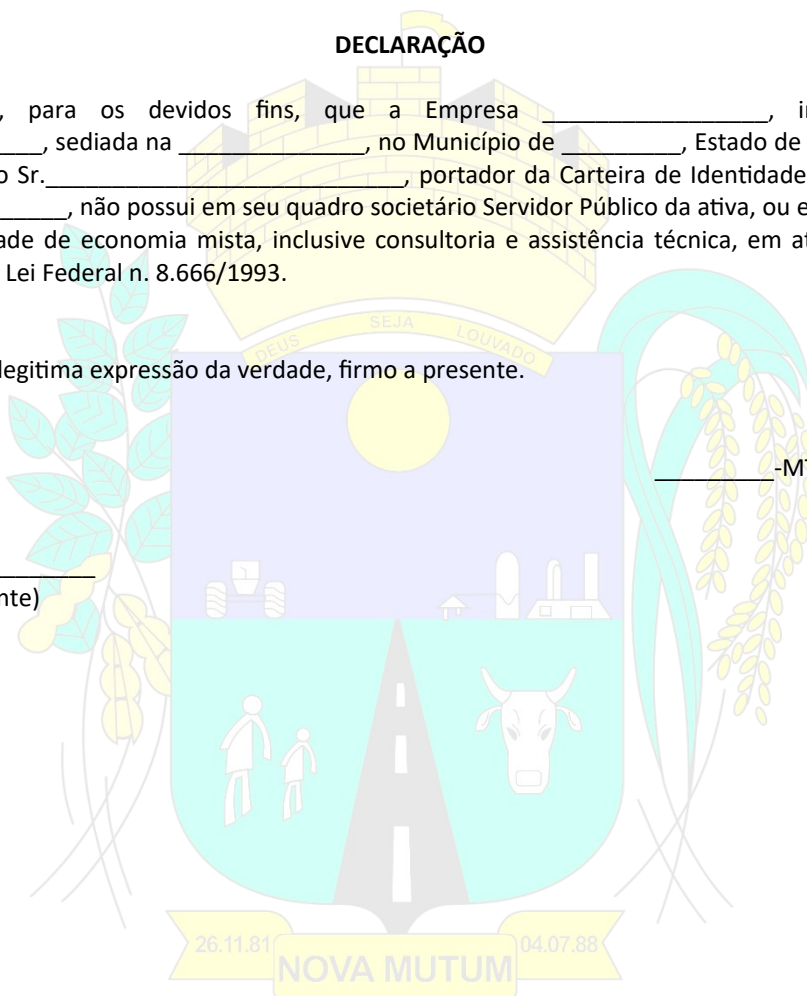 DECLARAÇÃO
, para os devidos fins, que a Empresa _________________, in
___, sediada na ________________, no Município de _________, Estado de
o Sr.___________________________, portador da Carteira de Identidade
______, não possui em seu quadro societário Servidor Público da ativa, ou e
ade de economia mista, inclusive consultoria e assistência técnica, em at
Lei Federal n. 8.666/1993.
DEUS SEJA LOUVADO
legitima expressão da verdade, firmo a presente.
_________-MT
________
nte)
26.11.81 NOVA MUTUM 04.07.88